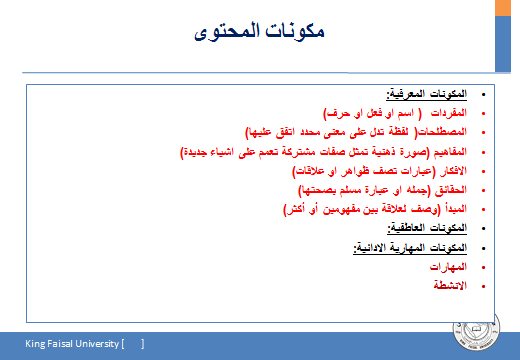 مكونات المحتوى
المكونات المعرفية:
المفردات ( اسم او فعل او حرف)
المصطلحات( لفظة تدل على معنى محدد اتفق عليها)
المفاهيم (صورة ذهنية تمثل صفات مشتركة تعمم على اشياء جديدة)
الافكار (عبارات تصف ظواهر او علاقات)
الحقائق (جمله او عبارة مسلم بصحتها)
المبدأ (وصف لعلاقة بين مفهومين أو أكثر)
المكونات العاطفية:
المكونات المهارية الادائية:
المهارات
الانشطة
King Faisal University [ ]